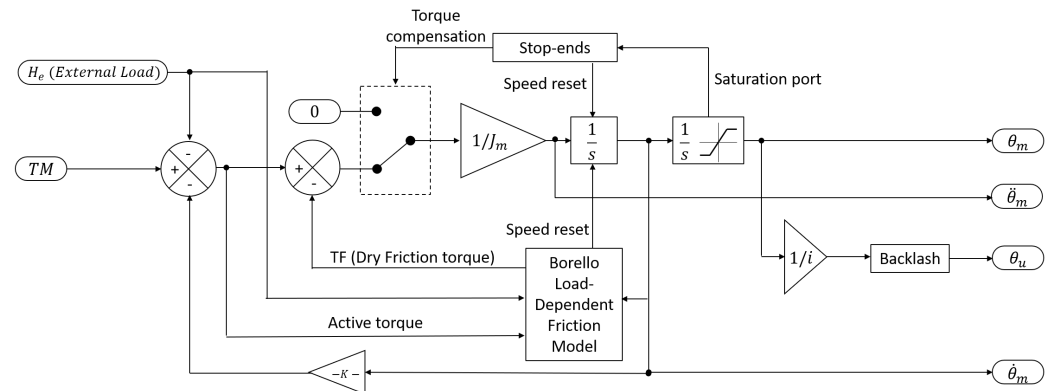 Torque
compensation
Stop-ends
H_e (External Load)
Speed reset
Saturation port
0
1/J_m
1/s
1/s
θ_m
-
+
-
TM
+
-
θ̈_m
Speed reset
TF (Dry Friction torque)
Borello
Load-
Dependent
Friction
Model
1/i
Backlash
θ_u
Active torque
-K-
θ̇_m